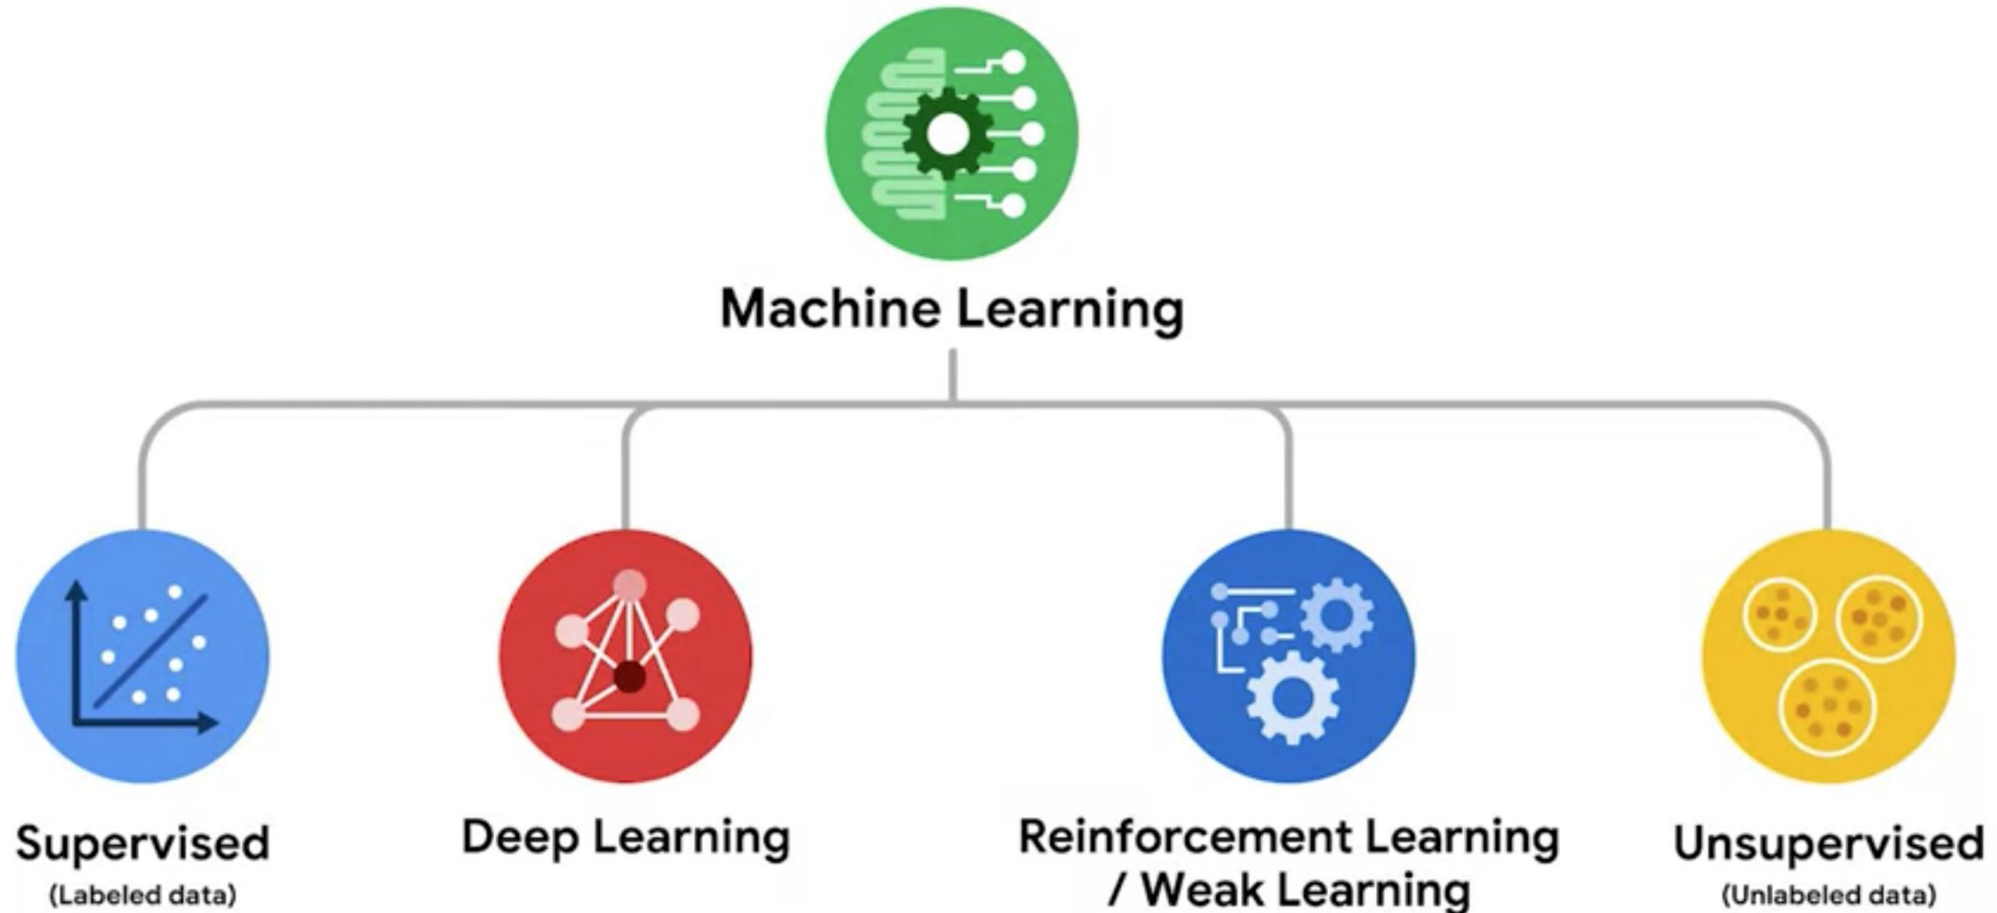 Machine Learning
Supervised
(Labeled data)
Deep Learning
Reinforcement Learning
/ Weak Learning
Unsupervised
(Unlabeled data)